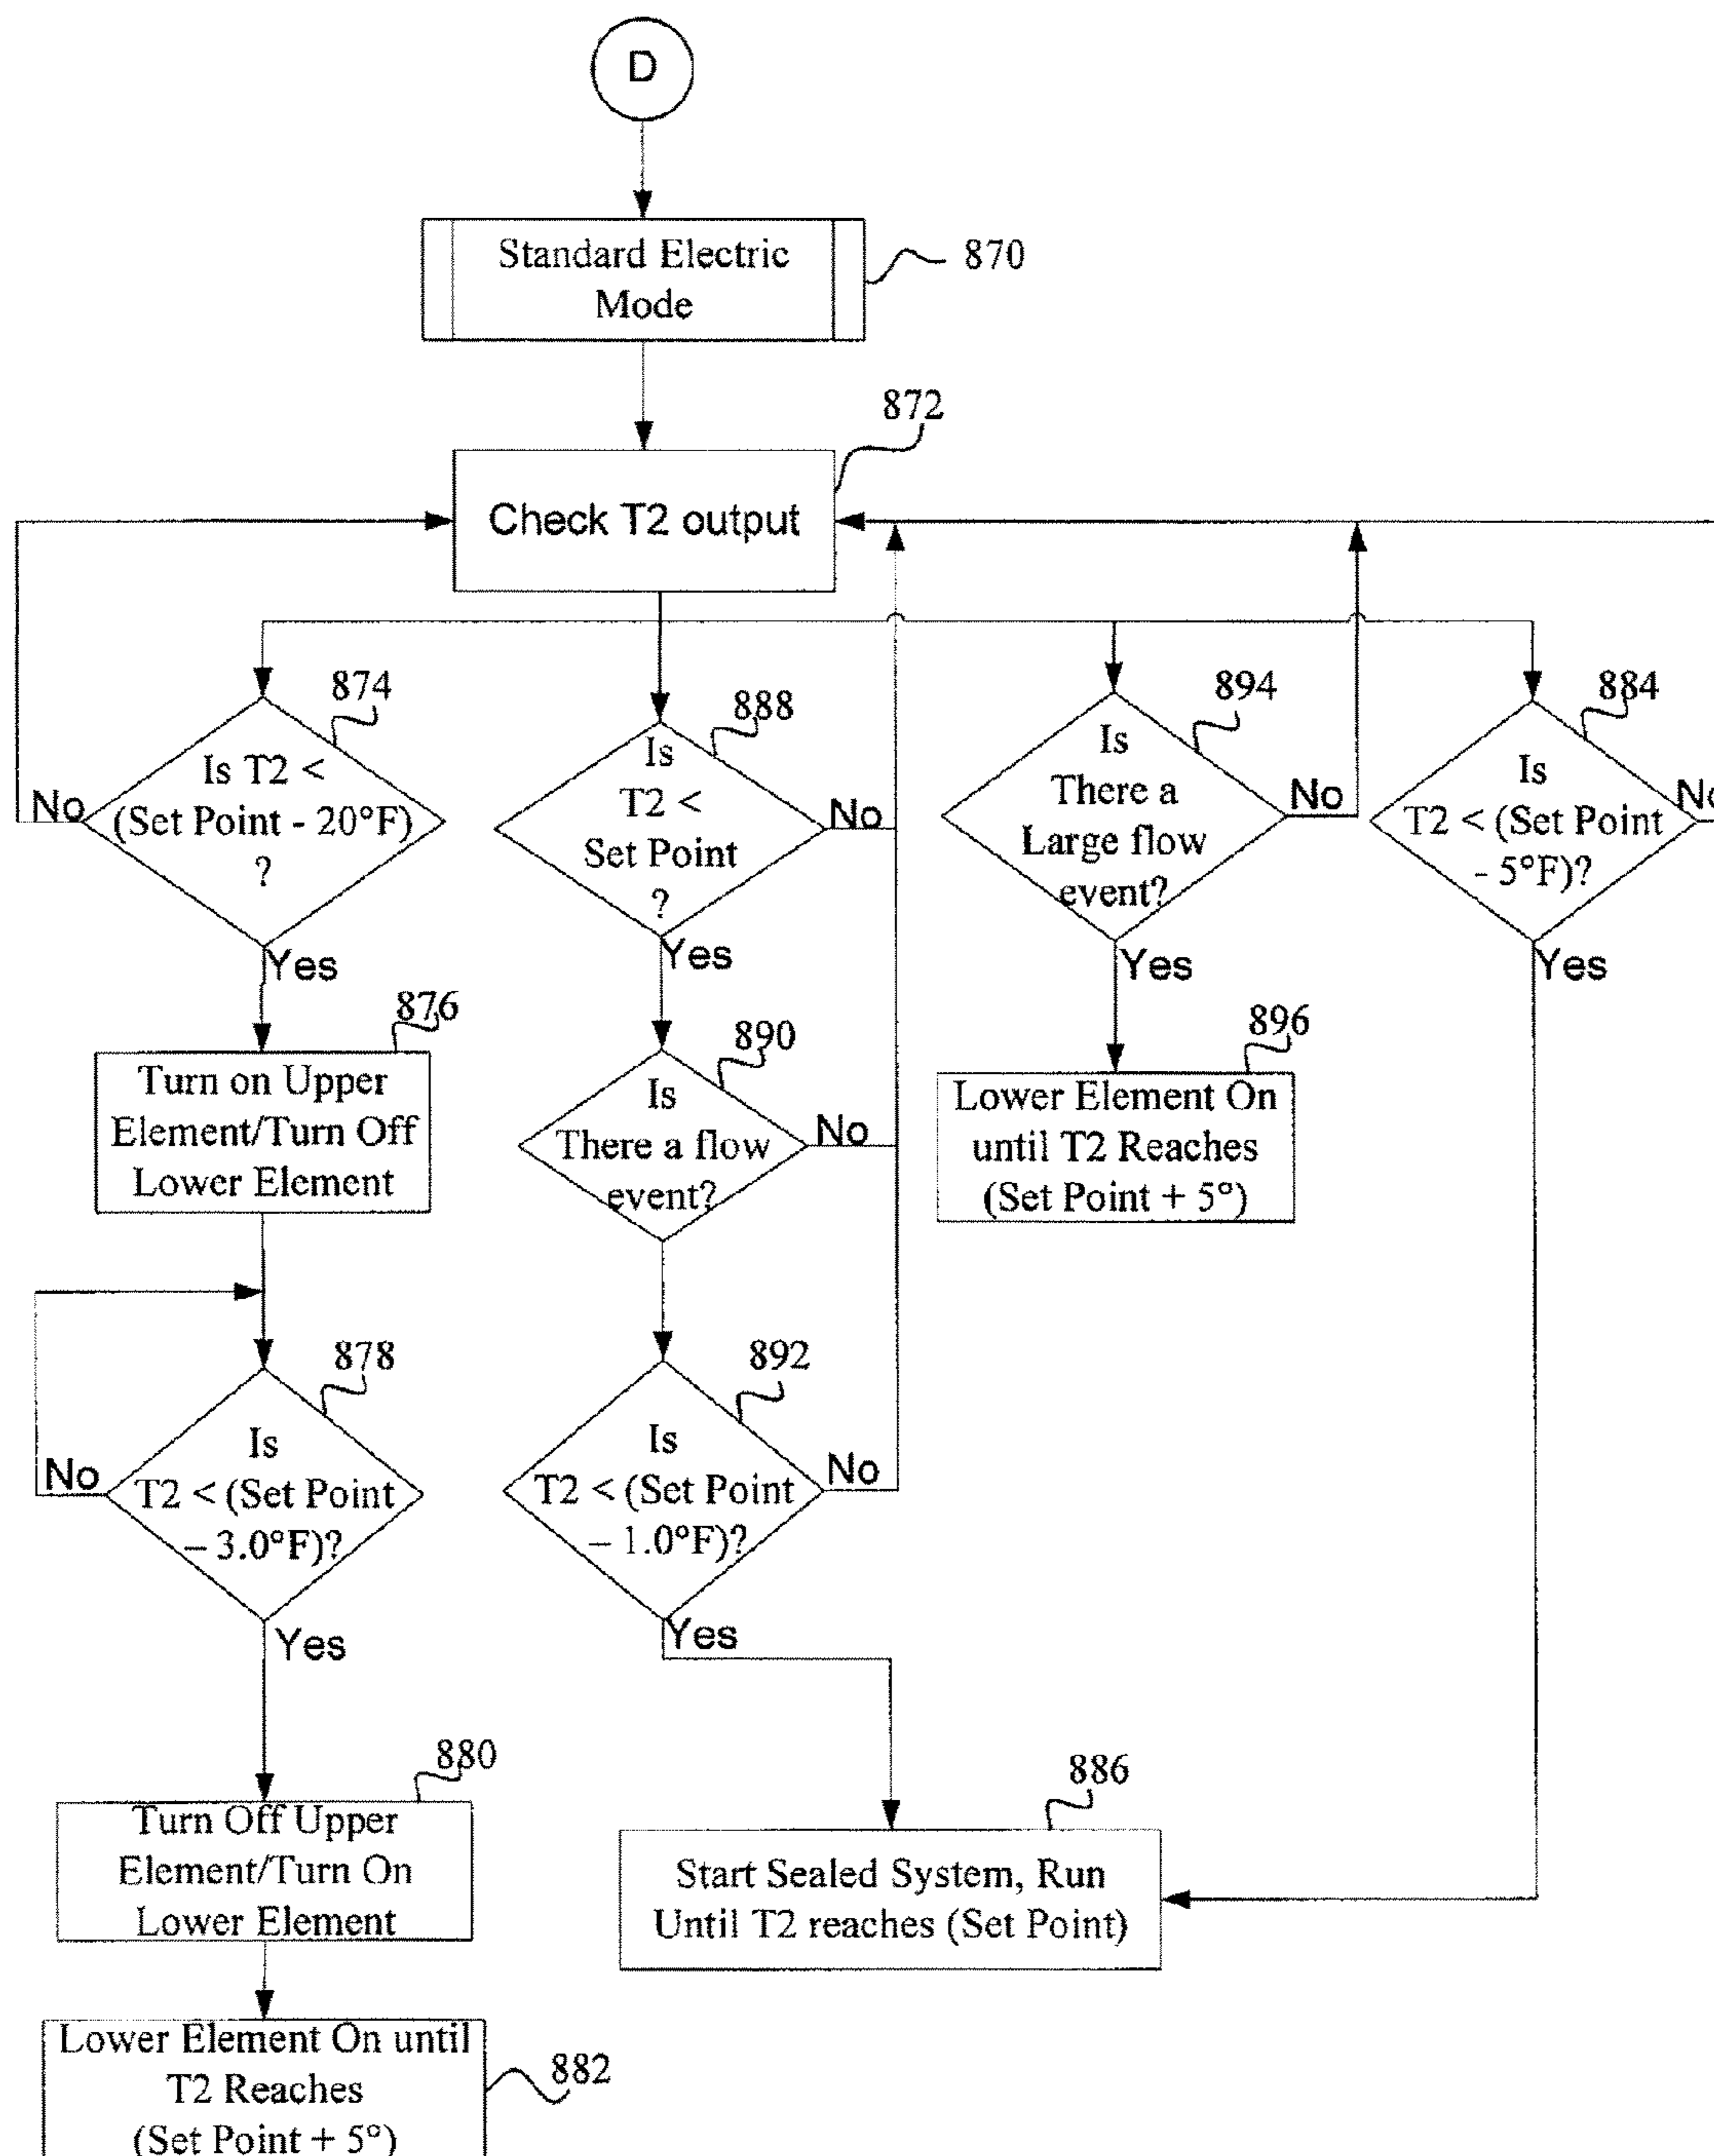 D
Standard Electric
Mode
870
872
Check T2 output
874
Is T2 <
(Set Point - 20°F)
?
No
Yes
888
Is
T2 <
Set Point
?
No
Yes
894
Is
There a
Large flow
event?
No
Yes
884
Is
T2 < (Set Point
- 5°F)?
No
Yes
876
Turn on Upper
Element/Turn Off
Lower Element
890
Is
There a flow
event?
No
896
Lower Element On
until T2 Reaches
(Set Point + 5°)
878
Is
T2 < (Set Point
– 3.0°F)?
No
Yes
892
Is
T2 < (Set Point
– 1.0°F)?
No
Yes
880
Turn Off Upper
Element/Turn On
Lower Element
886
Start Sealed System, Run
Until T2 reaches (Set Point)
Lower Element On until
T2 Reaches
(Set Point + 5°)
882